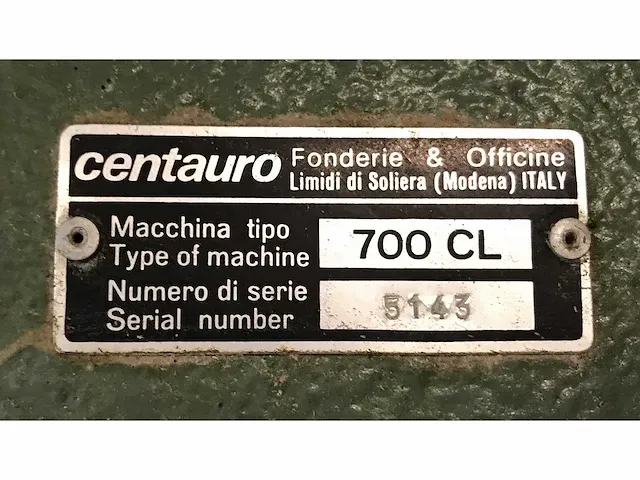 centauro Fonderie & Officine
Limidi di Soliera (Modena) ITALY
Macchina tipo
Type of machine 700 CL
Numero di serie
Serial number 5143